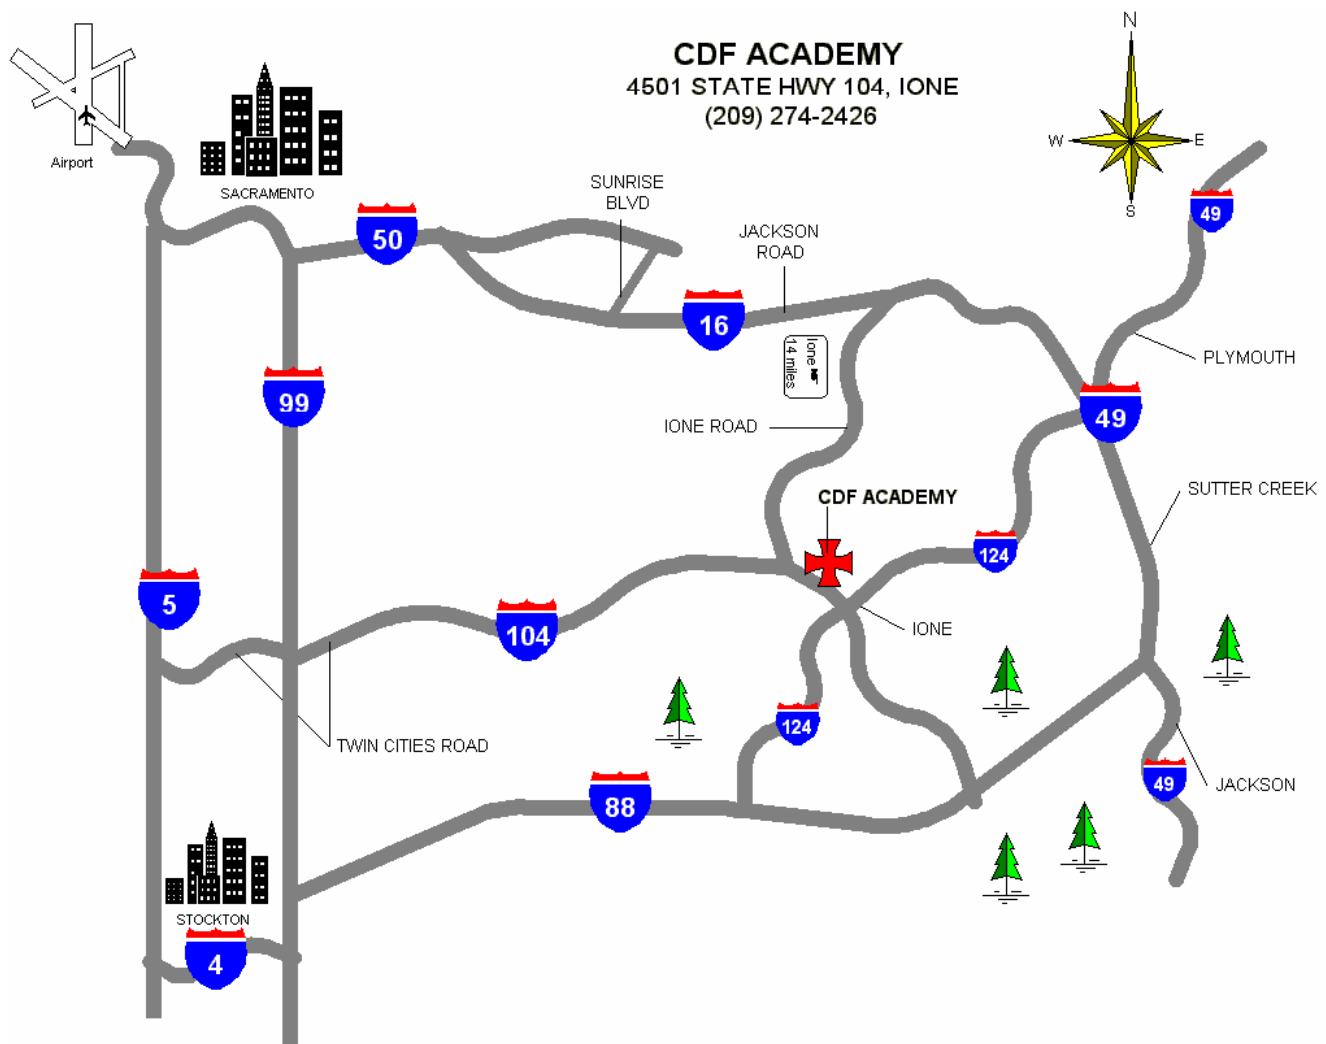 CDF ACADEMY
4501 STATE HWY 104, IONE
(209) 274-2426
N
W
E
S
Airport
SACRAMENTO
SUNRISE
BLVD
JACKSON
ROAD
49
50
16
Ione
14 miles
PLYMOUTH
99
49
IONE ROAD
CDF ACADEMY
SUTTER CREEK
124
5
104
IONE
124
TWIN CITIES ROAD
88
49
JACKSON
STOCKTON
4